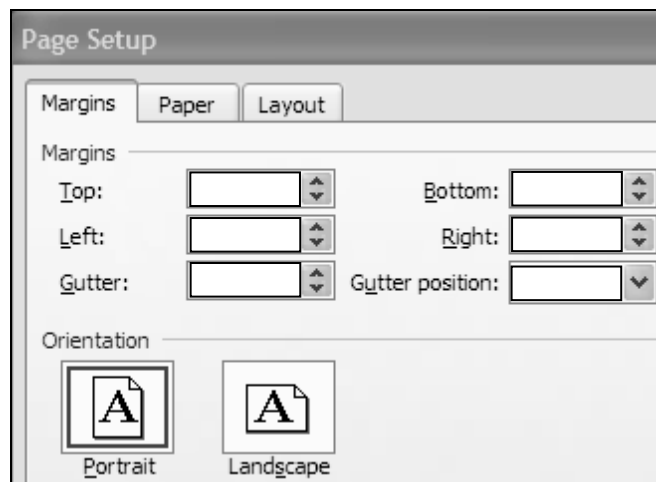 Page Setup
Margins Paper Layout
Margins
Top: Bottom:
Left: Right:
Gutter: Gutter position:
Orientation
A A
Portrait Landscape